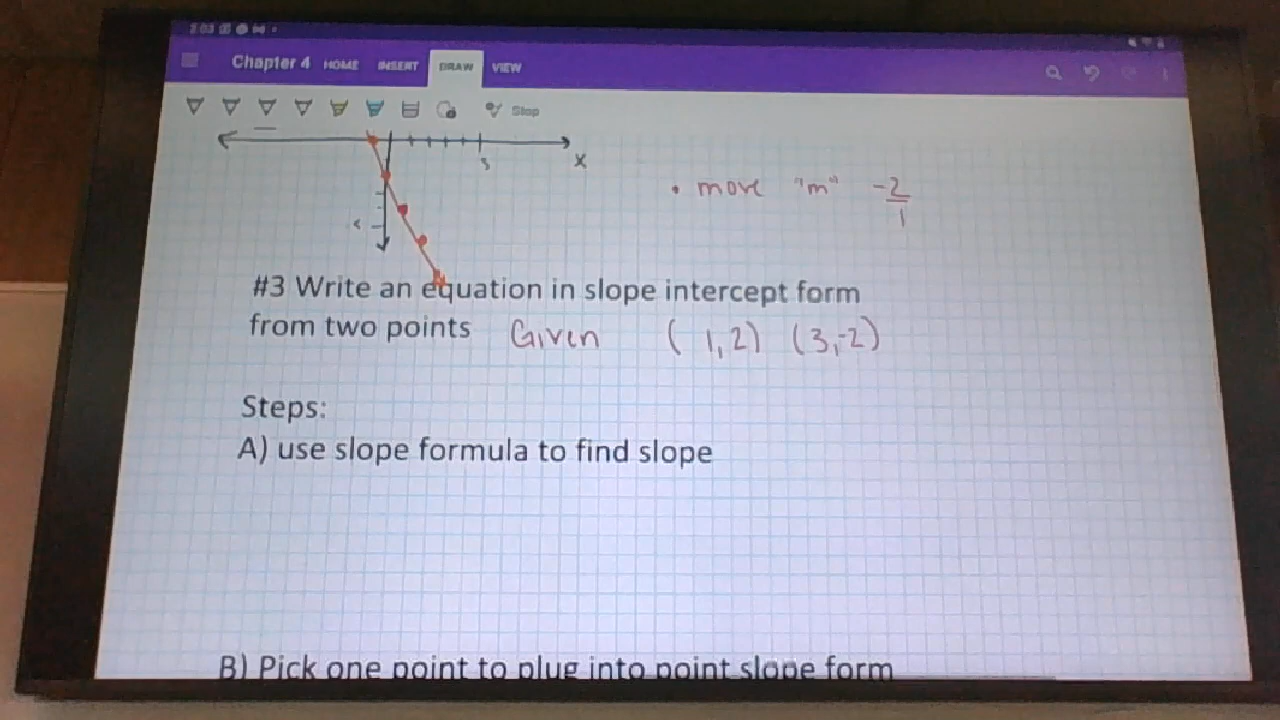 Chapter 4 HOME INSERT DRAW VIEW
Stop
5
x
• move "m" -2/1
#3 Write an equation in slope intercept form
from two points Given (1,2) (3,-2)
Steps:
A) use slope formula to find slope
B) Pick one point to plug into point slope form